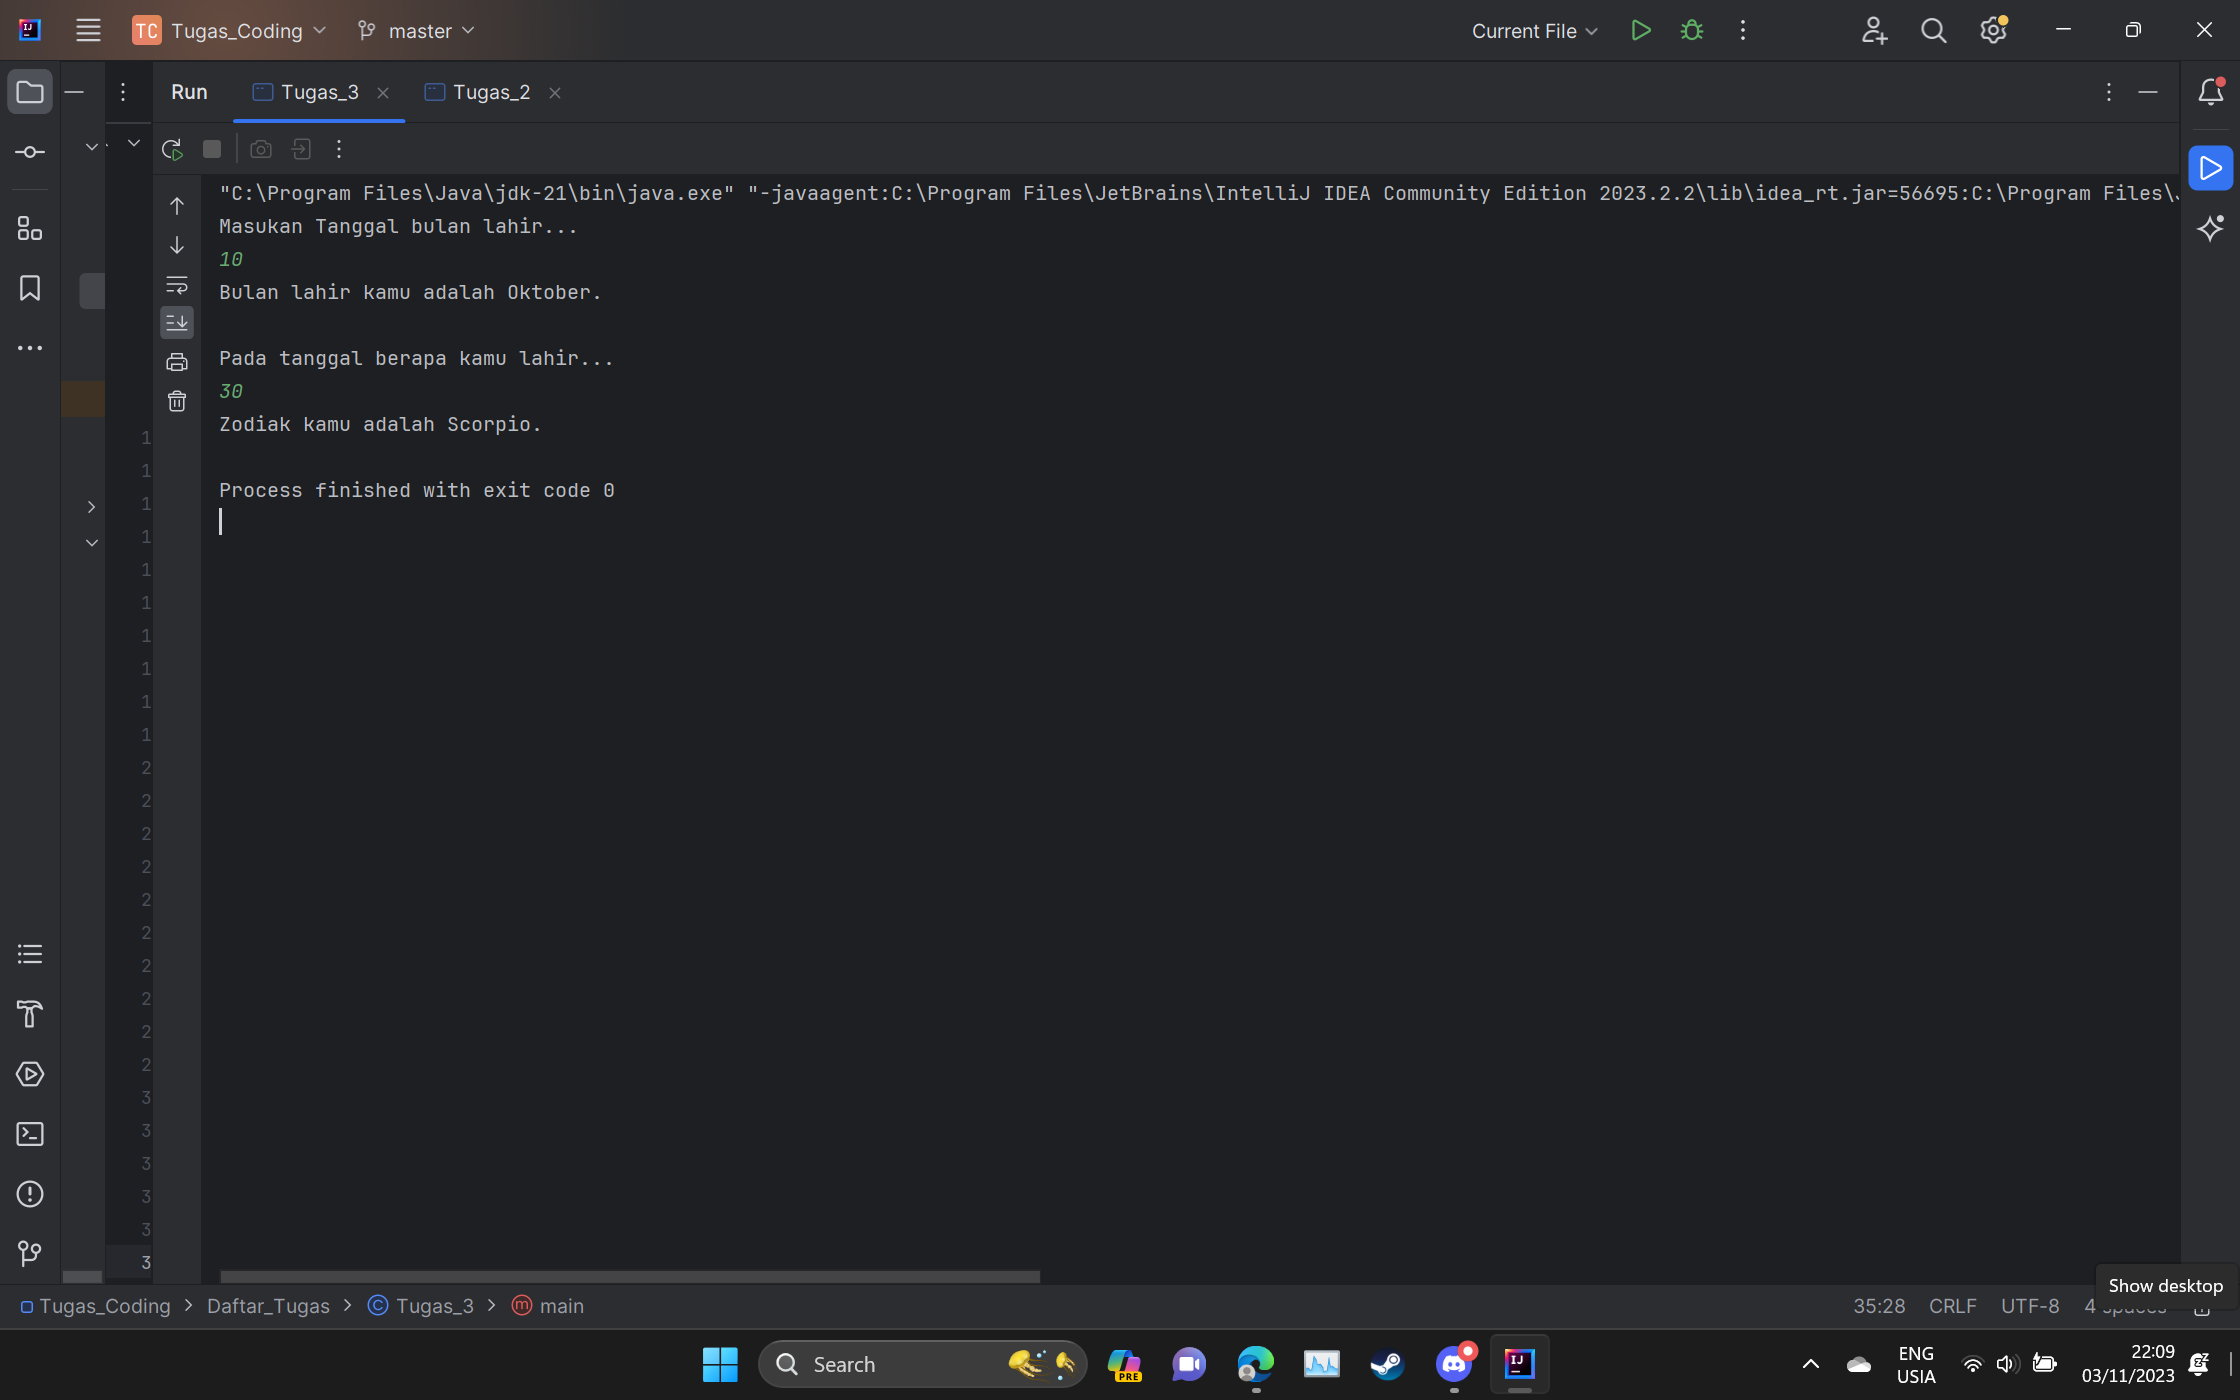 TC Tugas_Coding master Current File
Run Tugas_3 Tugas_2
"C:\Program Files\Java\jdk-21\bin\java.exe" "-javaagent:C:\Program Files\JetBrains\IntelliJ IDEA Community Edition 2023.2.2\lib\idea_rt.jar=56695:C:\Program Files\
Masukan Tanggal bulan lahir...
10
Bulan lahir kamu adalah Oktober.
Pada tanggal berapa kamu lahir...
30
Zodiak kamu adalah Scorpio.
1
1
Process finished with exit code 0
1
1
1
1
1
1
1
1
2
2
2
2
2
2
2
2
2
2
3
3
3
3
3
3
Show desktop
Tugas_Coding > Daftar_Tugas > Tugas_3 > main 35:28 CRLF UTF-8 4 spaces
Search
PRE
ENG
USIA
22:09
03/11/2023